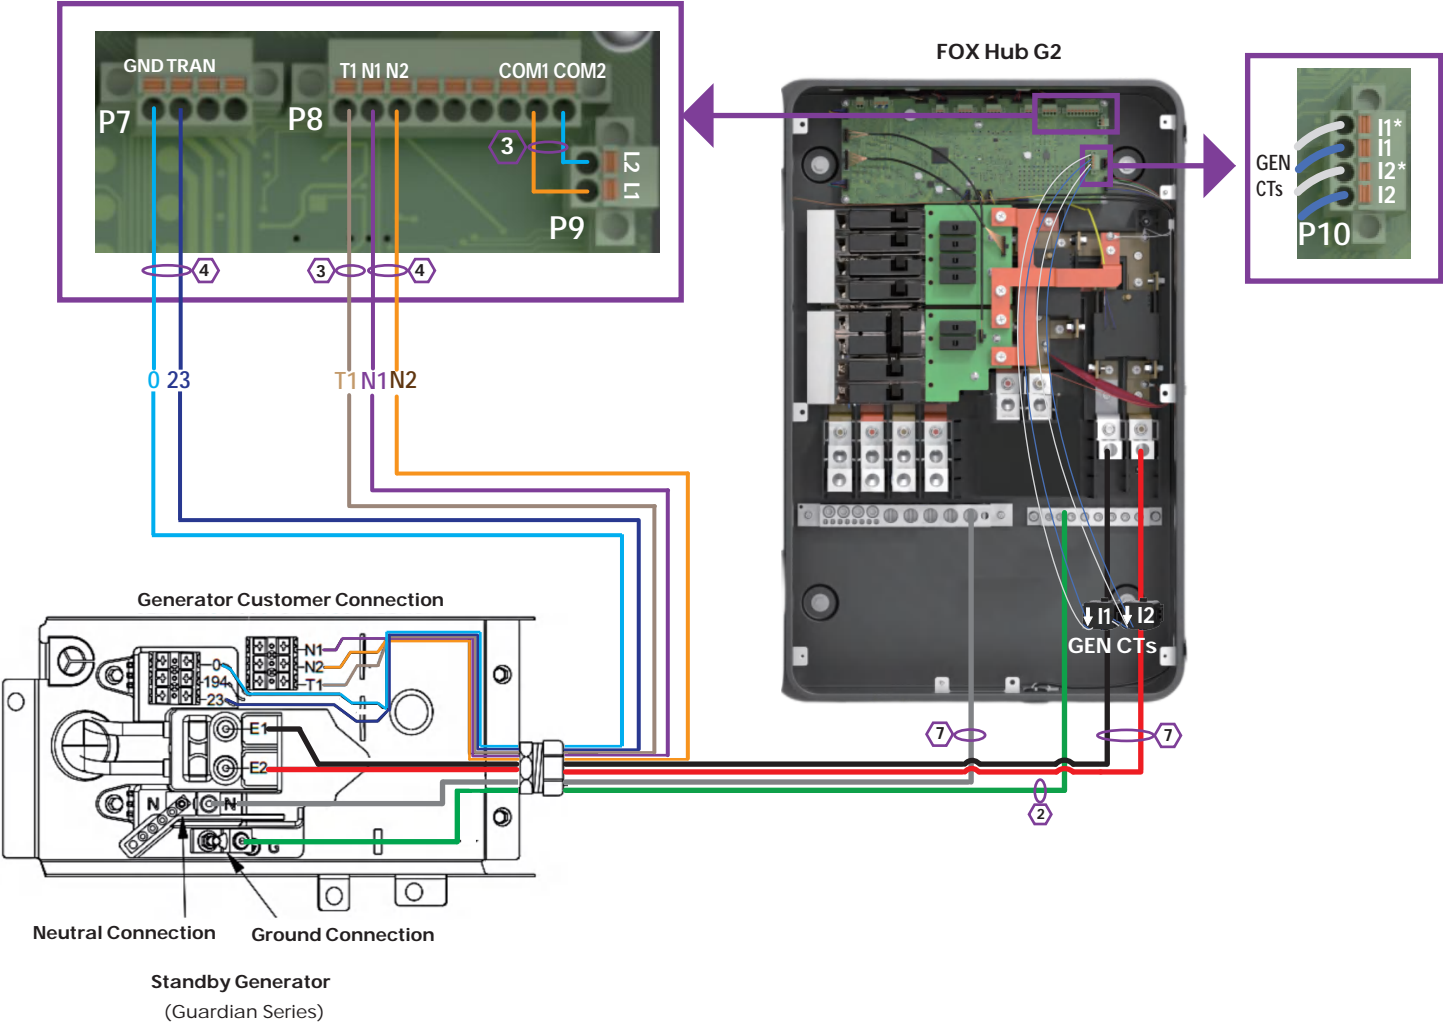 FOX Hub G2
GND TRAN
T1 N1 N2
COM1 COM2
P7
P8
3
L2
L1
P9
3
4
4
0 23
T1 N1 N2
I1*
I1
I2*
I2
GEN
CTs
P10
I1
I2
GEN CTs
7
7
2
Generator Customer Connection
0
194
23
N1
N2
T1
E1
E2
N
N
G
Neutral Connection
Ground Connection
Standby Generator
(Guardian Series)